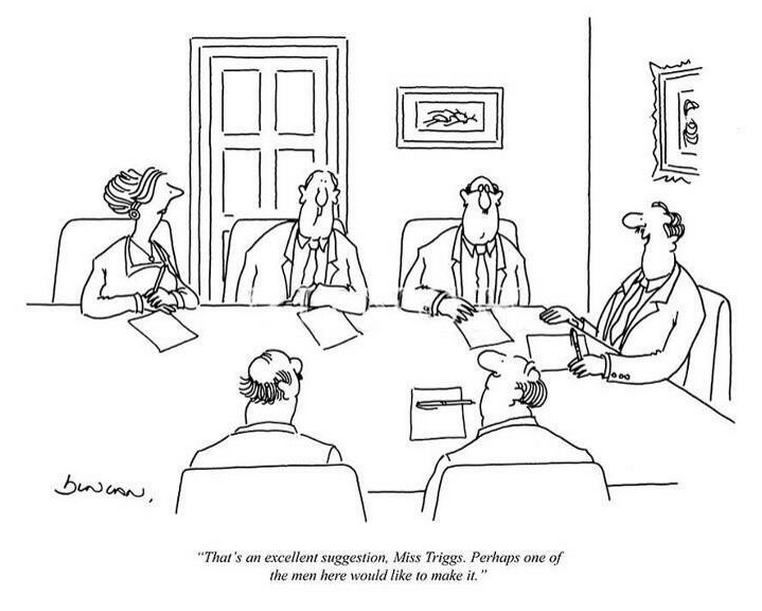 DUNCAN.
“That’s an excellent suggestion, Miss Triggs. Perhaps one of
the men here would like to make it.”